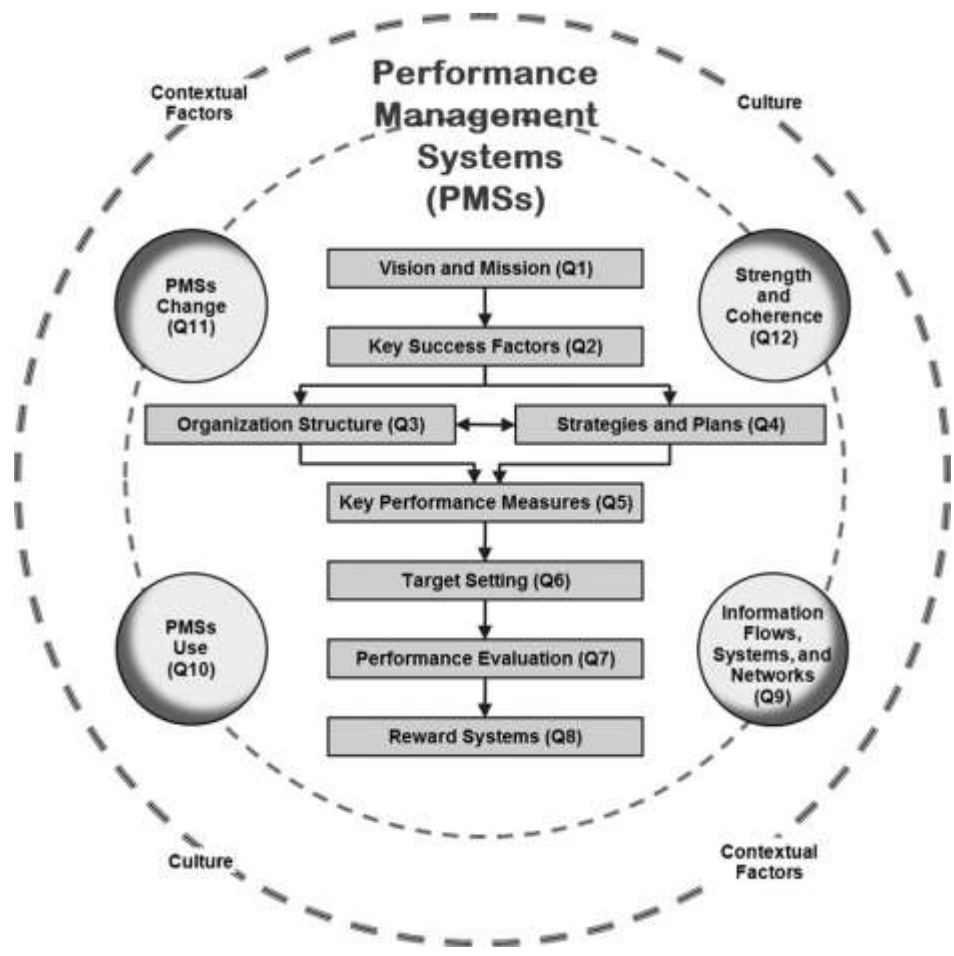 Performance
Management
Systems
(PMSs)
Contextual
Factors
Culture
PMSs
Change
(Q11)
Vision and Mission (Q1)
Strength
and
Coherence
(Q12)
Key Success Factors (Q2)
Organization Structure (Q3)
Strategies and Plans (Q4)
Key Performance Measures (Q5)
Target Setting (Q6)
PMSs
Use
(Q10)
Performance Evaluation (Q7)
Information
Flows,
Systems, and
Networks
(Q9)
Reward Systems (Q8)
Culture
Contextual
Factors